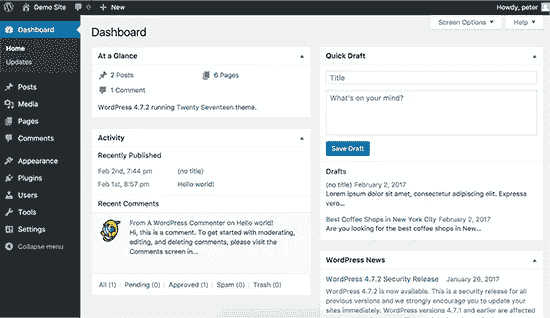 Demo Site 0 + New Howdy, peter
Screen Options Help
Dashboard
Home
Updates
Posts
Media
Pages
Comments
Appearance
Plugins
Users
Tools
Settings
Collapse menu
Dashboard
At a Glance
2 Posts 6 Pages
1 Comment
WordPress 4.7.2 running Twenty Seventeen theme.
Activity
Recently Published
Feb 2nd, 7:44 pm (no title)
Feb 1st, 8:57 pm Hello world!
Recent Comments
From A WordPress Commenter on Hello world!
Hi, this is a comment. To get started with moderating,
editing, and deleting comments, please visit the
Comments screen in...
All (1) | Pending (0) | Approved (1) | Spam (0) | Trash (0)
Quick Draft
Title
What's on your mind?
Save Draft
Drafts
(no title) February 2, 2017
Lorem ipsum dolor sit amet, consectetur adipiscing elit. Expressa
vero...
Best Coffee Shops in New York City February 2, 2017
Are you looking for the best coffee shops in New...
WordPress News
WordPress 4.7.2 Security Release January 26, 2017
WordPress 4.7.2 is now available. This is a security release for all
previous versions and we strongly encourage you to update your
sites immediately. WordPress versions 4.7.1 and earlier are affected